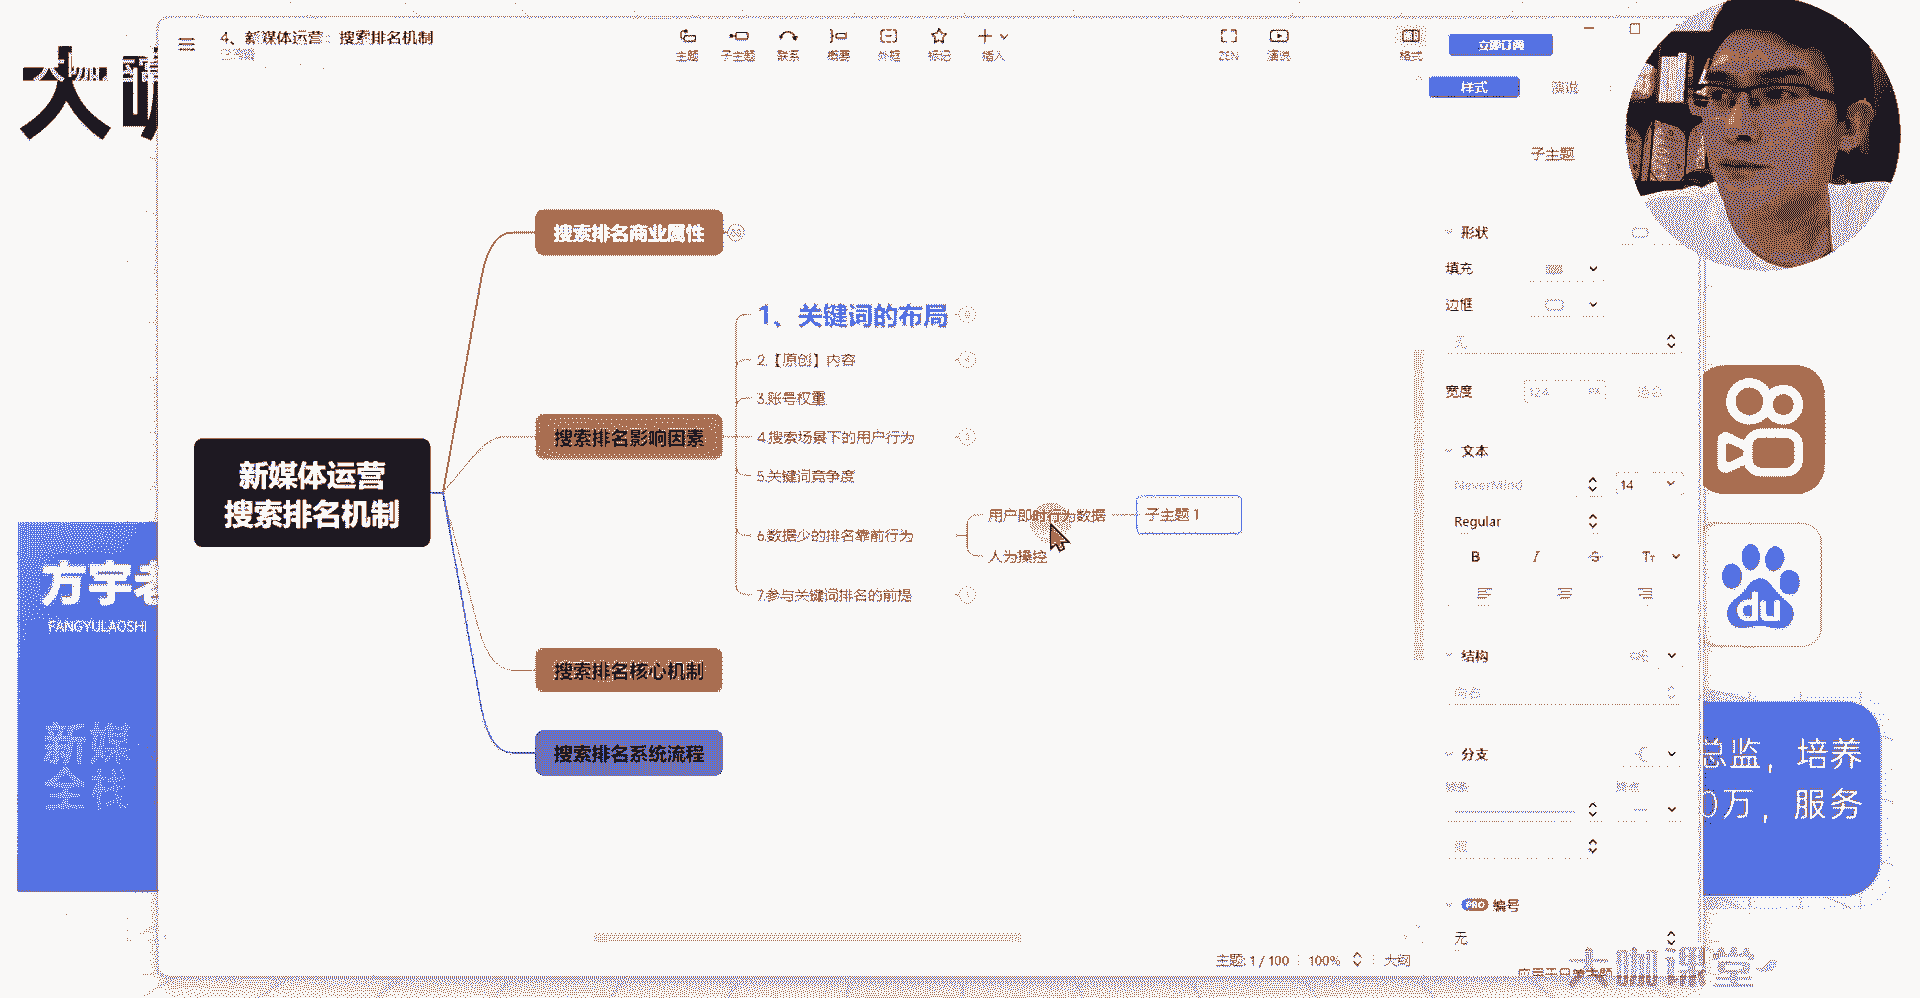 4、新媒体运营：搜索排名机制
已编辑
主题
子主题
联系
概要
外框
标记
插入
ZEN
演说
格式
立即订阅
样式
演说
大咖
子主题
形状
填充
边框
无
宽度
124
PX
文本
NeverMind
14
Regular
B
I
S
Tт
结构
分支
PRO 编号
无
搜索排名商业属性
1、关键词的布局
2.【原创】内容
3.账号权重
搜索排名影响因素
4.搜索场景下的用户行为
5.关键词竞争度
新媒体运营
搜索排名机制
用户即时行为数据
子主题 1
6.数据少的排名靠前行为
人为操控
7.参与关键词排名的前提
搜索排名核心机制
搜索排名系统流程
方宇老
FANGYULAOSHI
新媒
全栈
du
总监，培养
0万，服务
主题: 1 / 100
100%
大纲
大咖课堂